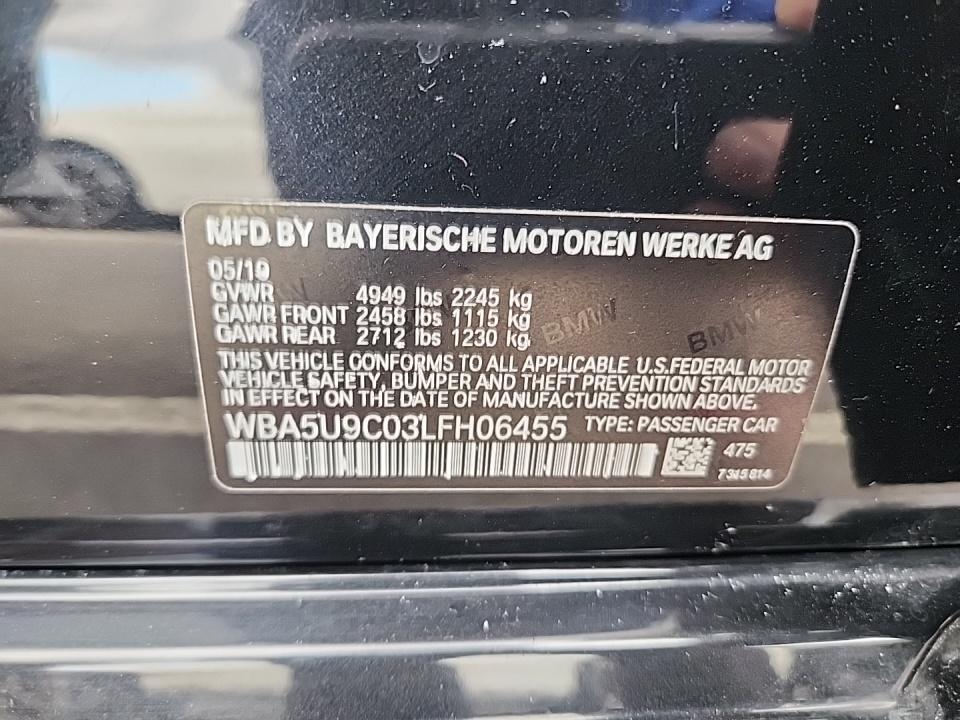 MFD BY BAYERISCHE MOTOREN WERKE AG
05/19
GVWR 4949 lbs 2245 kg
GAWR FRONT 2458 lbs 1115 kg
GAWR REAR 2712 lbs 1230 kg
BMW BMW
THIS VEHICLE CONFORMS TO ALL APPLICABLE U.S.FEDERAL MOTOR
VEHICLE SAFETY, BUMPER AND THEFT PREVENTION STANDARDS
IN EFFECT ON THE DATE OF MANUFACTURE SHOWN ABOVE.
WBA5U9C03LFH06455 TYPE: PASSENGER CAR
475